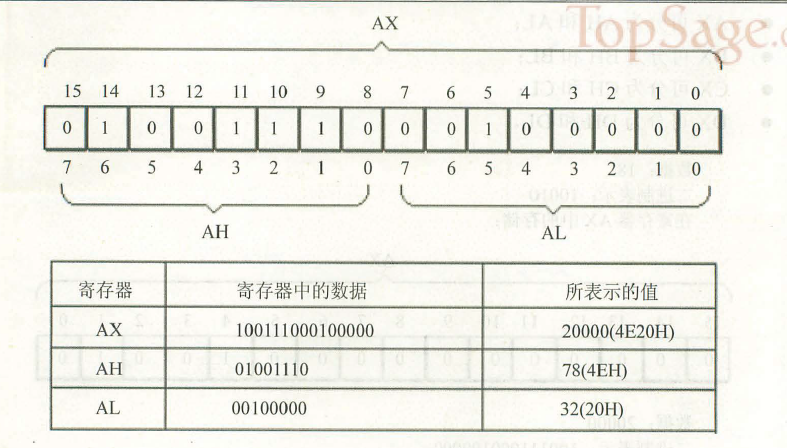 TopSage.c
AX
15 14 13 12 11 10 9 8 7 6 5 4 3 2 1 0
0 1 0 0 1 1 1 0 0 0 1 0 0 0 0 0
7 6 5 4 3 2 1 0 7 6 5 4 3 2 1 0
AH AL
寄存器 寄存器中的数据 所表示的值
AX 100111000100000 20000(4E20H)
AH 01001110 78(4EH)
AL 00100000 32(20H)